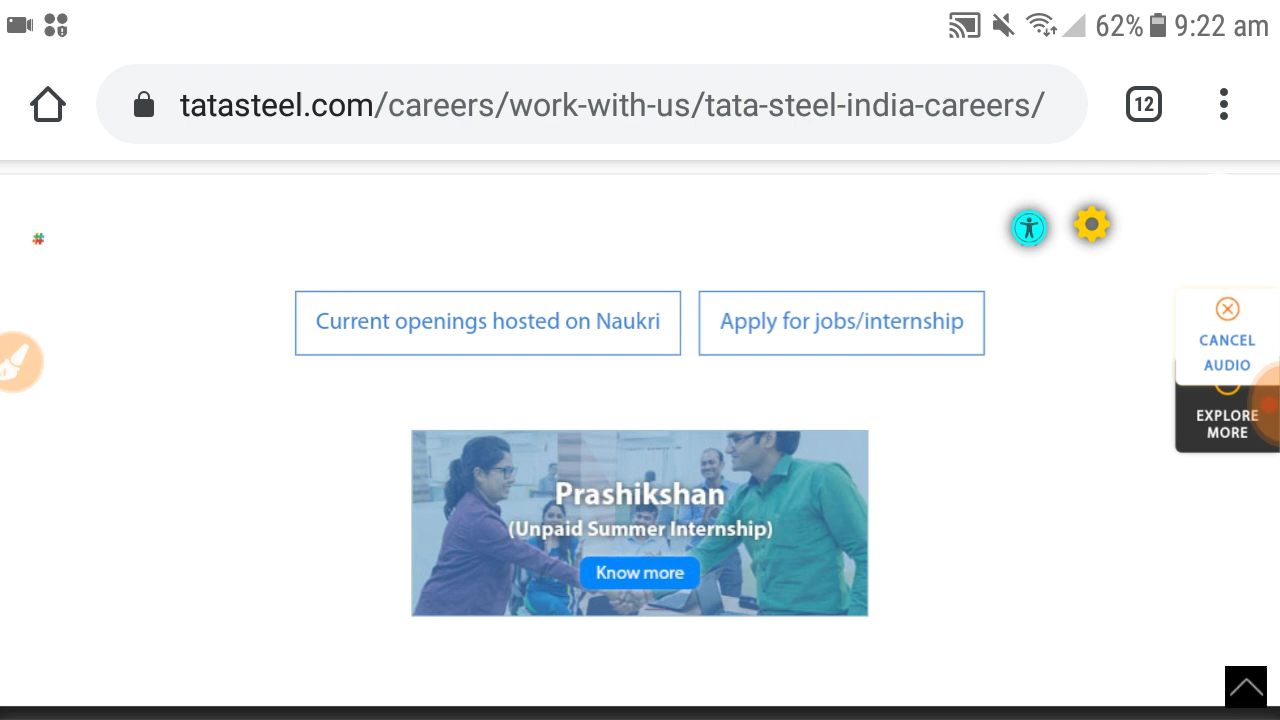 62% 9:22 am
tatasteel.com/careers/work-with-us/tata-steel-india-careers/
12
#
Current openings hosted on Naukri
Apply for jobs/internship
CANCEL
AUDIO
EXPLORE
MORE
Prashikshan
(Unpaid Summer Internship)
Know more